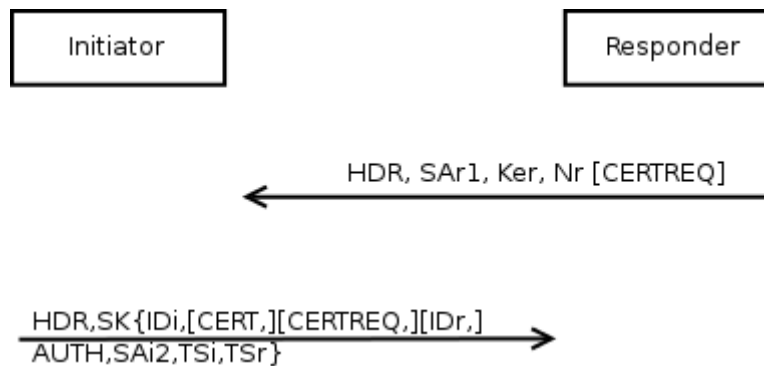 Initiator
Responder
HDR, SAr1, Ker, Nr [CERTREQ]
HDR,SK{IDi,[CERT,][CERTREQ,][IDr,]
AUTH,SAi2,TSi,TSr}